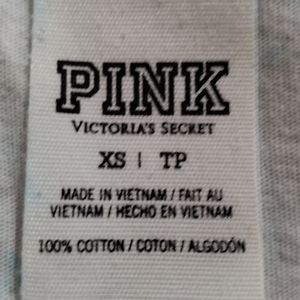 PINK
VICTORIA'S SECRET
XS | TP
MADE IN VIETNAM / FAIT AU
VIETNAM / HECHO EN VIETNAM
100% COTTON / COTON / ALGODÓN